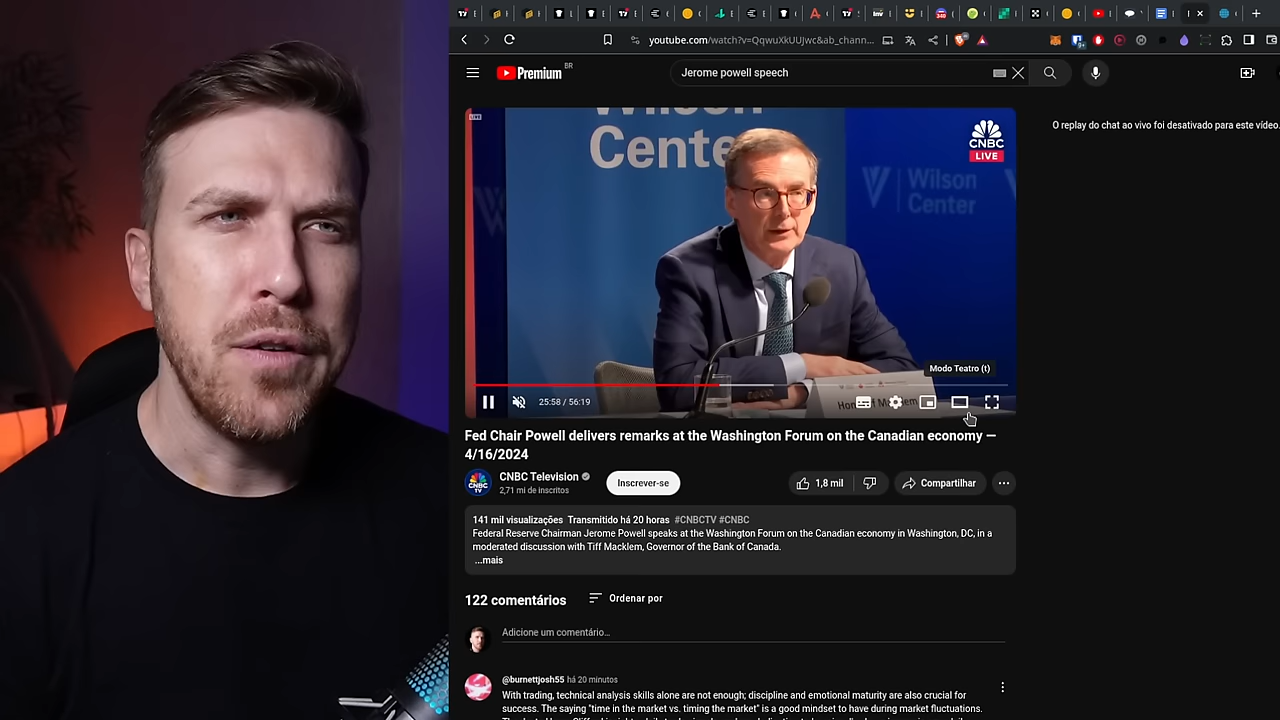 youtube.com/watch?v=QqwuXkUUJwc&ab_chann...
Premium
BR
Jerome powell speech
Wilson
Center
CNBC
LIVE
Wilson
Center
O replay do chat ao vivo foi desativado para este vídeo.
Modo Teatro (t)
25:58 / 56:19
Fed Chair Powell delivers remarks at the Washington Forum on the Canadian economy —
4/16/2024
CNBC Television
2,71 mi de inscritos
Inscrever-se
1,8 mil
Compartilhar
141 mil visualizações Transmitido há 20 horas #CNBCTV #CNBC
Federal Reserve Chairman Jerome Powell speaks at the Washington Forum on the Canadian economy in Washington, DC, in a
moderated discussion with Tiff Macklem, Governor of the Bank of Canada.
...mais
122 comentários
Ordenar por
Adicione um comentário...
@burnettjosh55 há 20 minutos
With trading, technical analysis skills alone are not enough; discipline and emotional maturity are also crucial for
success. The saying "time in the market vs. timing the market" is a good mindset to have during market fluctuations.